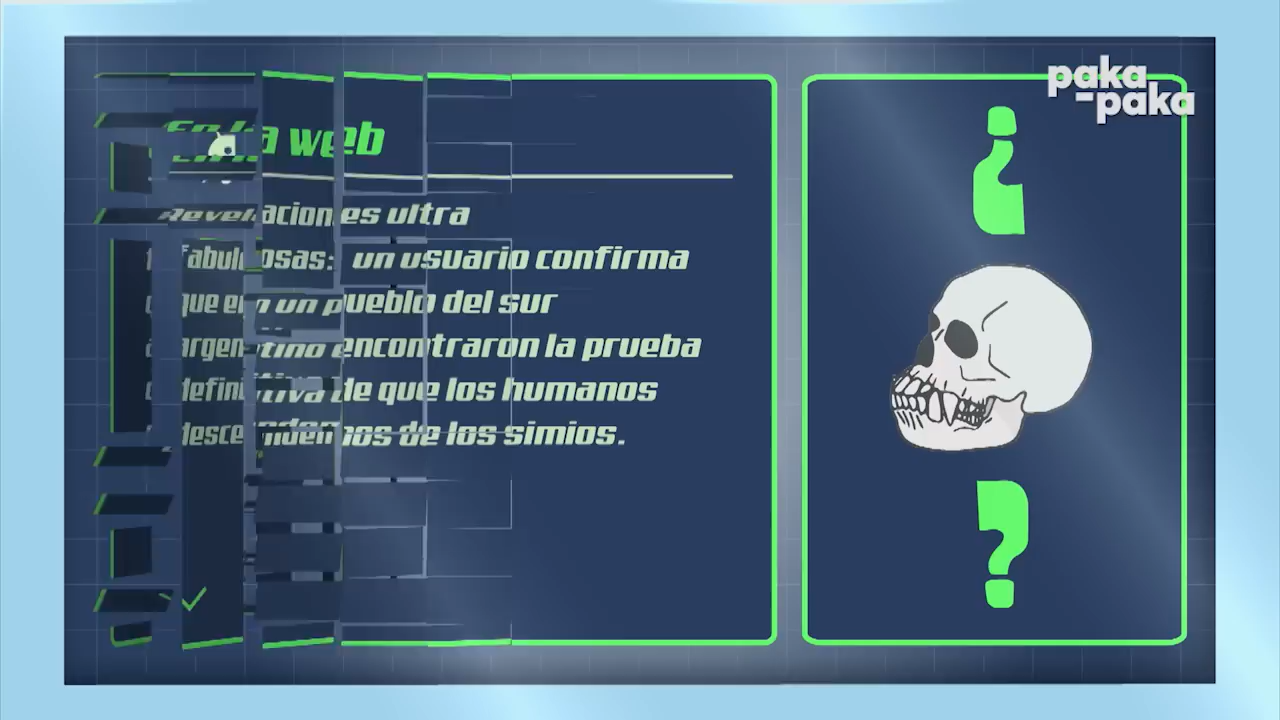 paka
-paka
En la web
Revelaciones ultra
fabulosas: un usuario confirma
que en un pueblo del sur
argentino encontraron la prueba
definitiva de que los humanos
descendemos de los simios.
¿
?